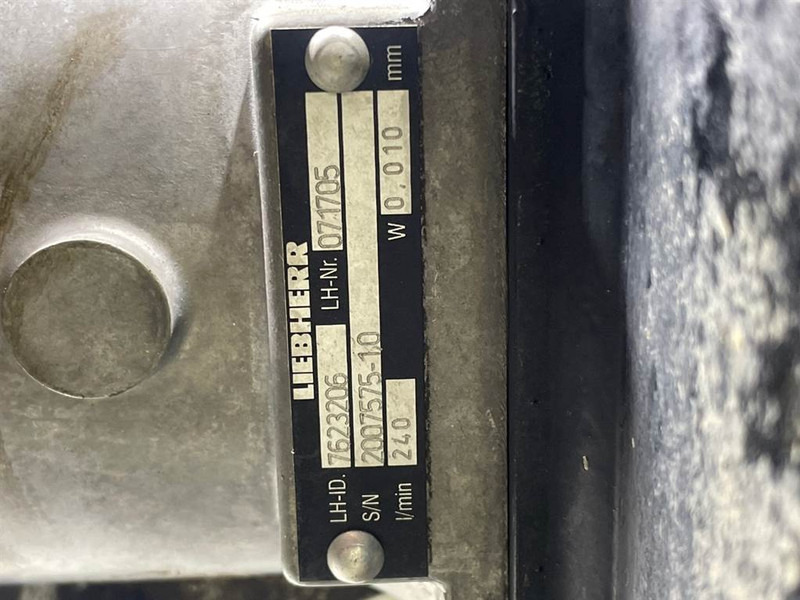 LIEBHERR
LH-ID. 7623206 LH-Nr. 071705
S/N 2007575-1,0
l/min 240 W 0,010 mm